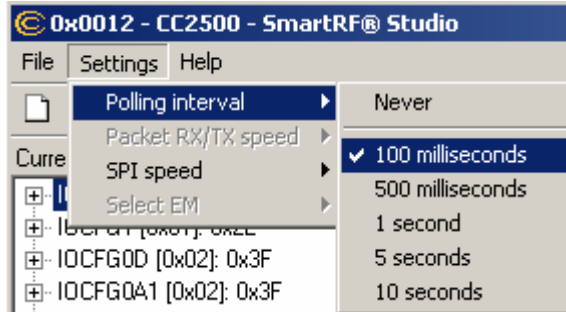 0x0012 - CC2500 - SmartRF® Studio
File Settings Help
Polling interval
Packet RX/TX speed
SPI speed
Select EM
Never
100 milliseconds
500 milliseconds
1 second
5 seconds
10 seconds
Curre
IOCFG0D [0x02]: 0x3F
IOCFG0A1 [0x02]: 0x3F